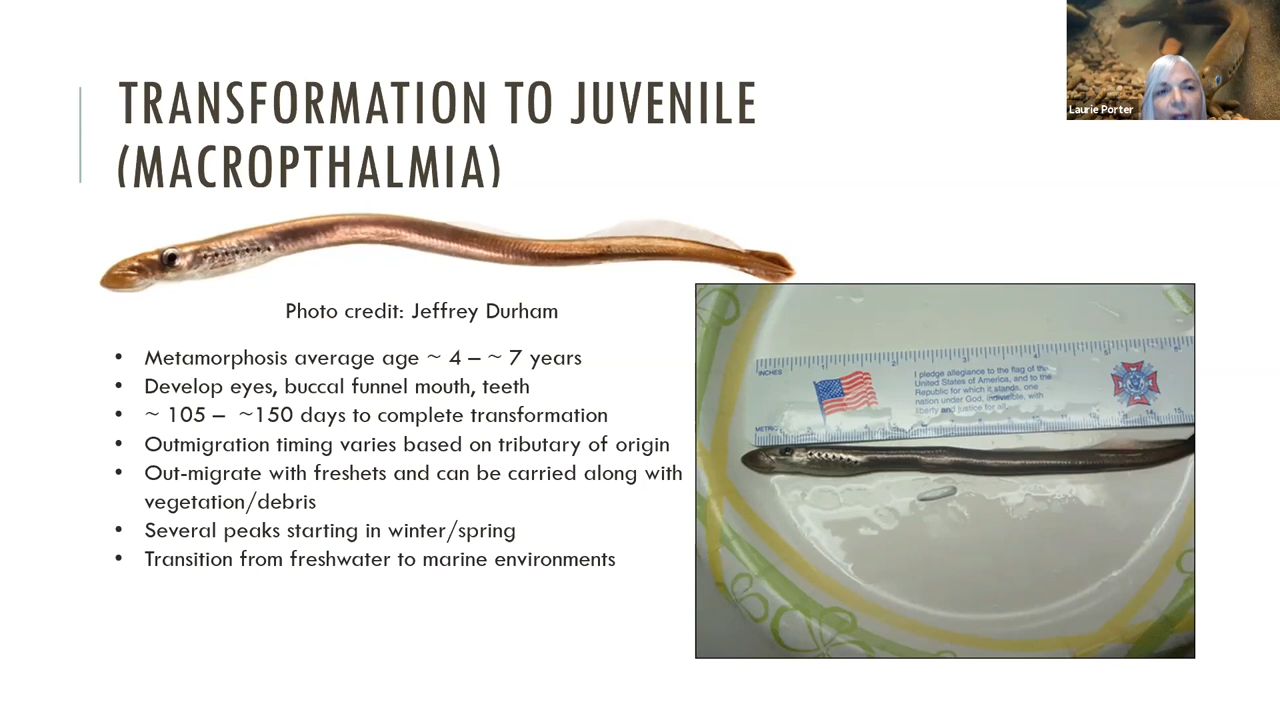 TRANSFORMATION TO JUVENILE
(MACROPTHALMIA)
Laurie Porter
Photo credit: Jeffrey Durham
• Metamorphosis average age ~ 4 – ~ 7 years
• Develop eyes, buccal funnel mouth, teeth
• ~ 105 – ~150 days to complete transformation
• Outmigration timing varies based on tributary of origin
• Out-migrate with freshets and can be carried along with
vegetation/debris
• Several peaks starting in winter/spring
• Transition from freshwater to marine environments
INCHES
I pledge allegiance to the flag of the
United States of America, and to the
Republic for which it stands, one
nation under God, indivisible, with
liberty and justice for all.
METRIC